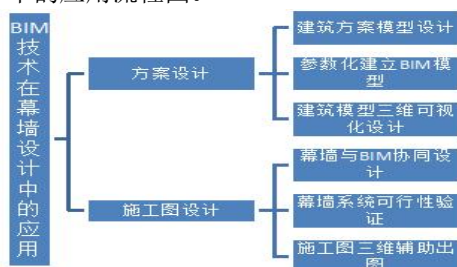 BIM
技
术
在
幕
墙
设
计
中
的
应
用
方案设计
施工图设计
建筑方案模型设计
参数化建立BIM模
型
建筑模型三维可视
化设计
幕墙与BIM协同设
计
幕墙系统可行性验
证
施工图三维辅助出
图